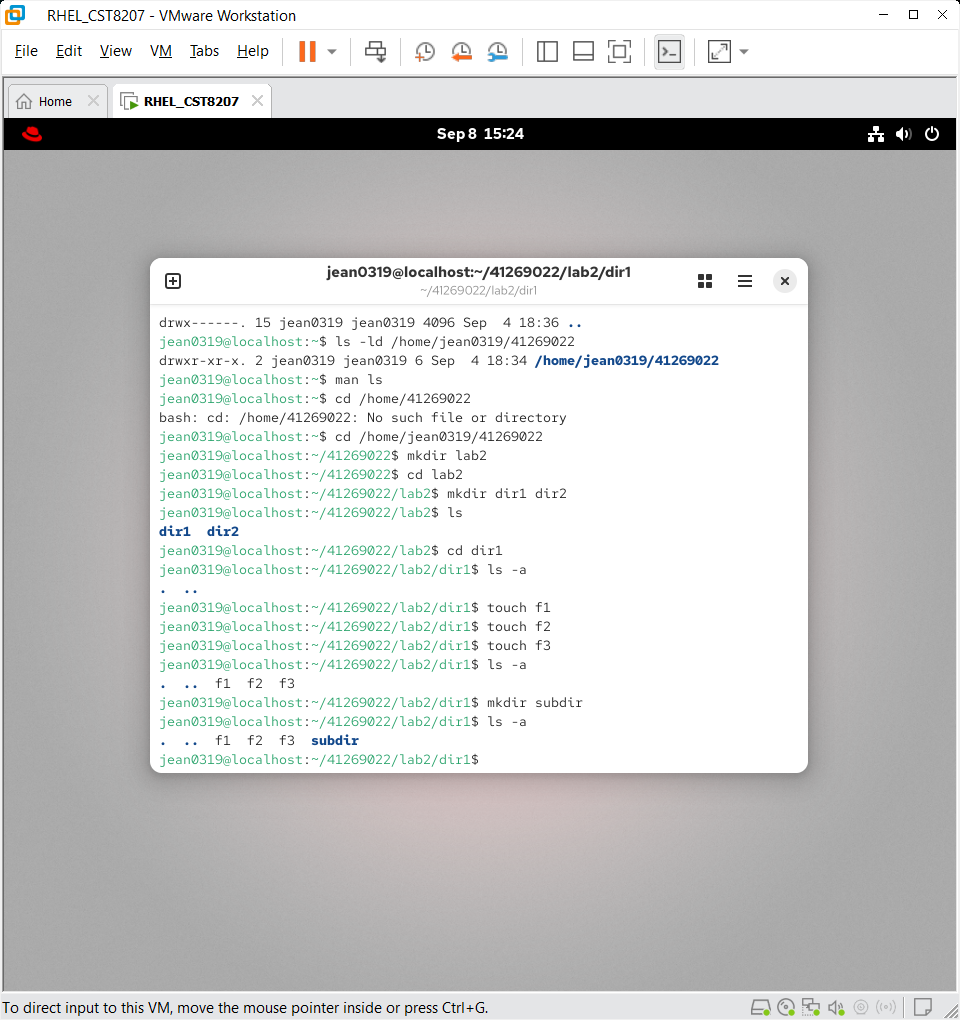 RHEL_CST8207 - VMware Workstation
File Edit View VM Tabs Help
Home RHEL_CST8207
Sep 8 15:24
jean0319@localhost:~/41269022/lab2/dir1
~/41269022/lab2/dir1
drwx------. 15 jean0319 jean0319 4096 Sep  4 18:36 ..
jean0319@localhost:~$ ls -ld /home/jean0319/41269022
drwxr-xr-x. 2 jean0319 jean0319 6 Sep  4 18:34 /home/jean0319/41269022
jean0319@localhost:~$ man ls
jean0319@localhost:~$ cd /home/41269022
bash: cd: /home/41269022: No such file or directory
jean0319@localhost:~$ cd /home/jean0319/41269022
jean0319@localhost:~/41269022$ mkdir lab2
jean0319@localhost:~/41269022$ cd lab2
jean0319@localhost:~/41269022/lab2$ mkdir dir1 dir2
jean0319@localhost:~/41269022/lab2$ ls
dir1  dir2
jean0319@localhost:~/41269022/lab2$ cd dir1
jean0319@localhost:~/41269022/lab2/dir1$ ls -a
.  ..
jean0319@localhost:~/41269022/lab2/dir1$ touch f1
jean0319@localhost:~/41269022/lab2/dir1$ touch f2
jean0319@localhost:~/41269022/lab2/dir1$ touch f3
jean0319@localhost:~/41269022/lab2/dir1$ ls -a
.  ..  f1  f2  f3
jean0319@localhost:~/41269022/lab2/dir1$ mkdir subdir
jean0319@localhost:~/41269022/lab2/dir1$ ls -a
.  ..  f1  f2  f3  subdir
jean0319@localhost:~/41269022/lab2/dir1$
To direct input to this VM, move the mouse pointer inside or press Ctrl+G.